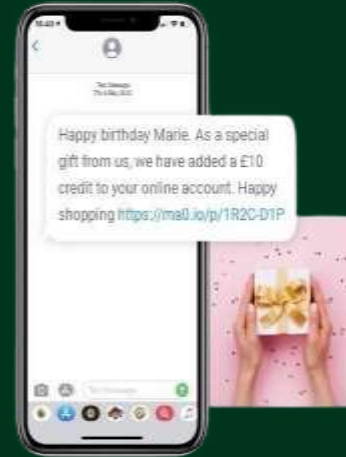 Happy birthday Marie. As a special
gift from us, we have added a £10
credit to your online account. Happy
shopping https://ma0.io/p/1R2C-D1P